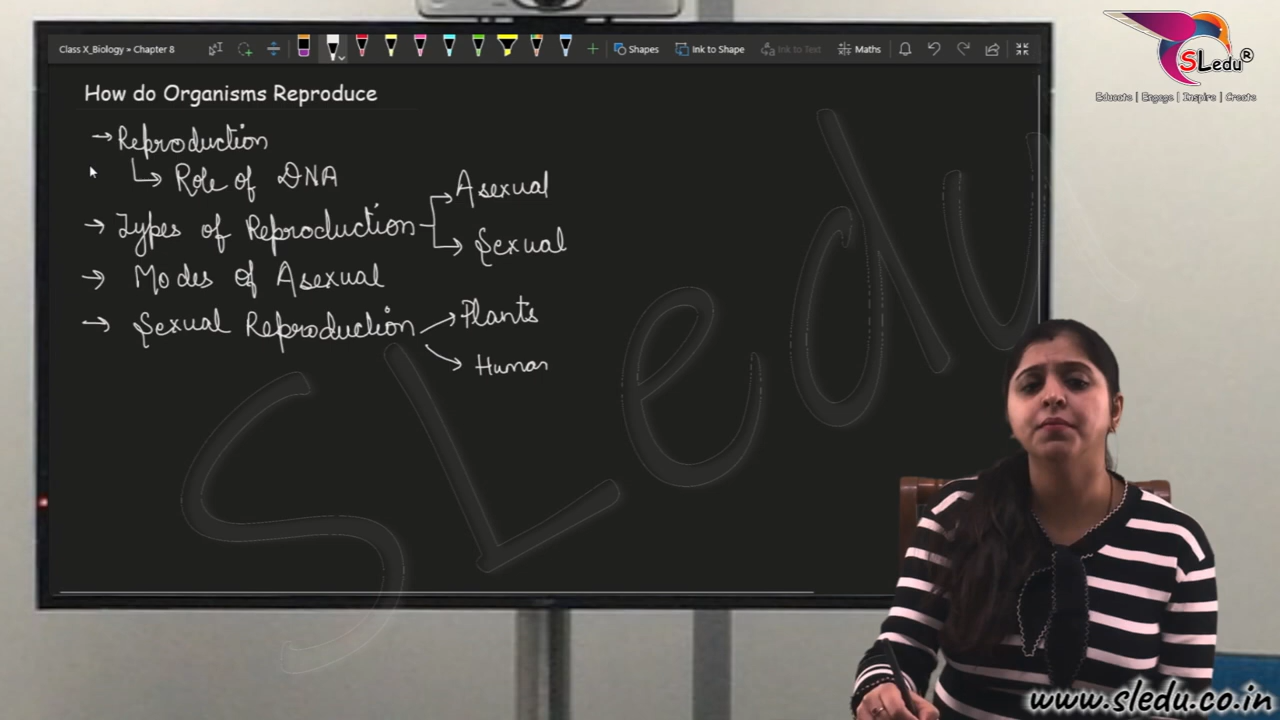 Class X_Biology » Chapter 8
Shapes
Ink to Shape
Ink to Text
Maths
SLedu®
Educate | Engage | Inspire | Create
How do Organisms Reproduce
→ Reproduction
↳ Role of DNA
→ Types of Reproduction → Asexual
→ Sexual
→ Modes of Asexual
→ Sexual Reproduction → Plants
→ Human
SLedu
www.sledu.co.in